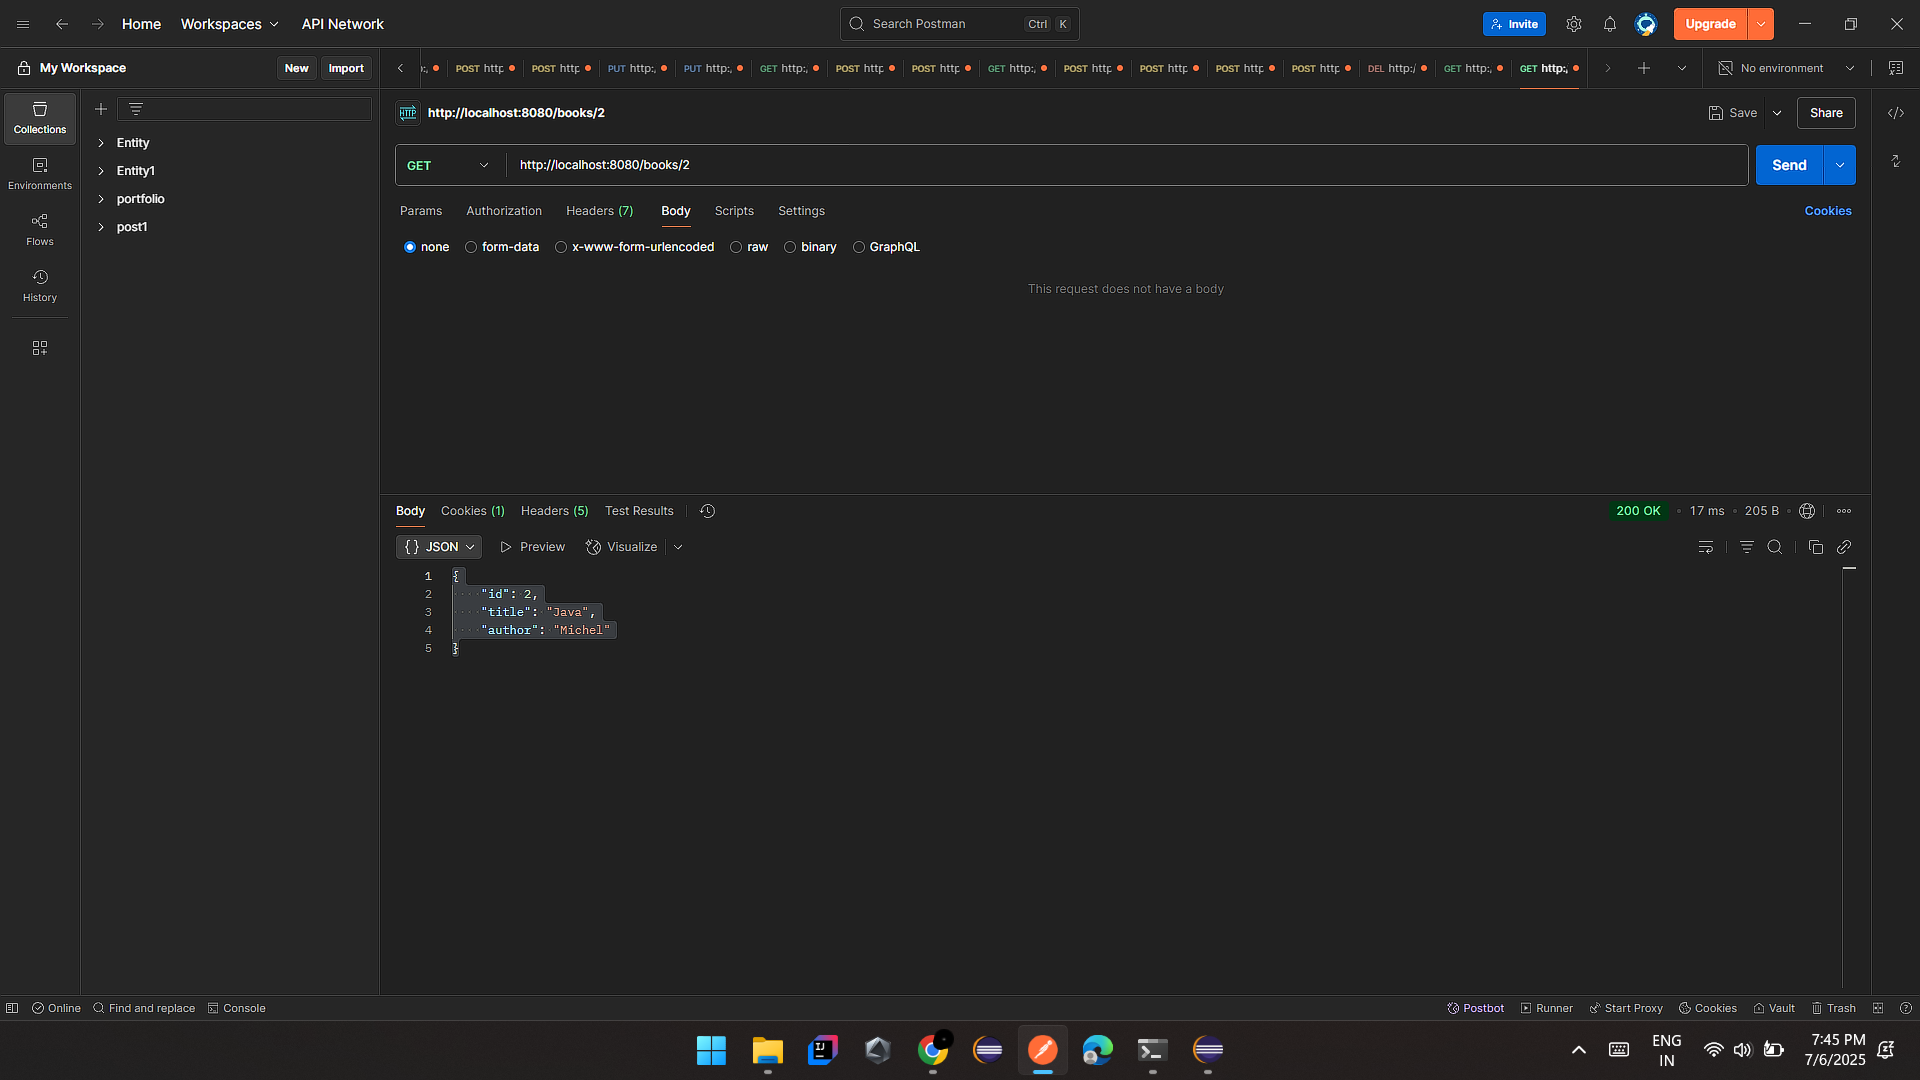 Home Workspaces API Network
Search Postman Ctrl K
Invite Upgrade
My Workspace New Import
POST http POST http PUT http:, PUT http:, GET http:, POST http POST http GET http:, POST http POST http POST http POST http DEL http:/ GET http:, GET http:,
No environment
Collections
Environments
Flows
History
Entity
Entity1
portfolio
post1
HTTP http://localhost:8080/books/2
Save Share
GET http://localhost:8080/books/2 Send
Params Authorization Headers (7) Body Scripts Settings Cookies
none form-data x-www-form-urlencoded raw binary GraphQL
This request does not have a body
Body Cookies (1) Headers (5) Test Results 200 OK • 17 ms • 205 B
{} JSON Preview Visualize
1 {
2 "id": 2,
3 "title": "Java",
4 "author": "Michel"
5 }
Online Find and replace Console Postbot Runner Start Proxy Cookies Vault Trash
IJ
ENG
IN
7:45 PM
7/6/2025